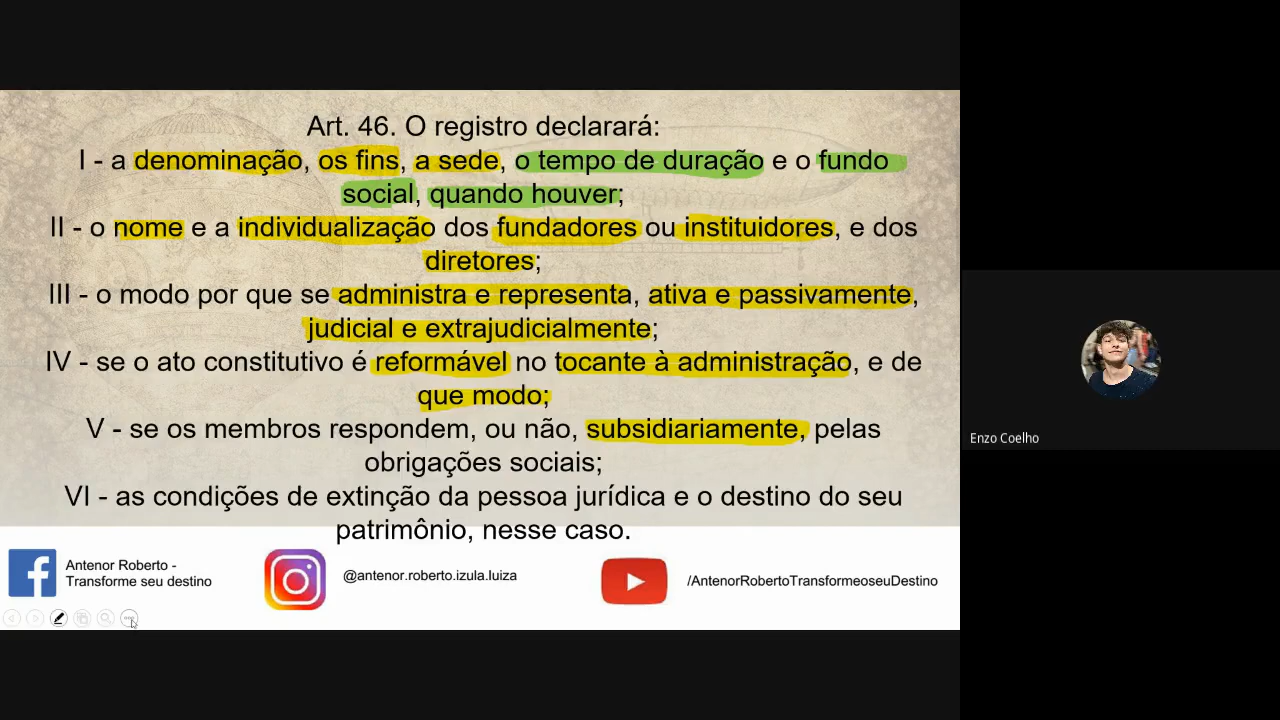 Art. 46. O registro declarará:
I - a denominação, os fins, a sede, o tempo de duração e o fundo
social, quando houver;
II - o nome e a individualização dos fundadores ou instituidores, e dos
diretores;
III - o modo por que se administra e representa, ativa e passivamente,
judicial e extrajudicialmente;
IV - se o ato constitutivo é reformável no tocante à administração, e de
que modo;
V - se os membros respondem, ou não, subsidiariamente, pelas
obrigações sociais;
VI - as condições de extinção da pessoa jurídica e o destino do seu
patrimônio, nesse caso.
Antenor Roberto -
Transforme seu destino
@antenor.roberto.izula.luiza
/AntenorRobertoTransformeoseuDestino
Enzo Coelho